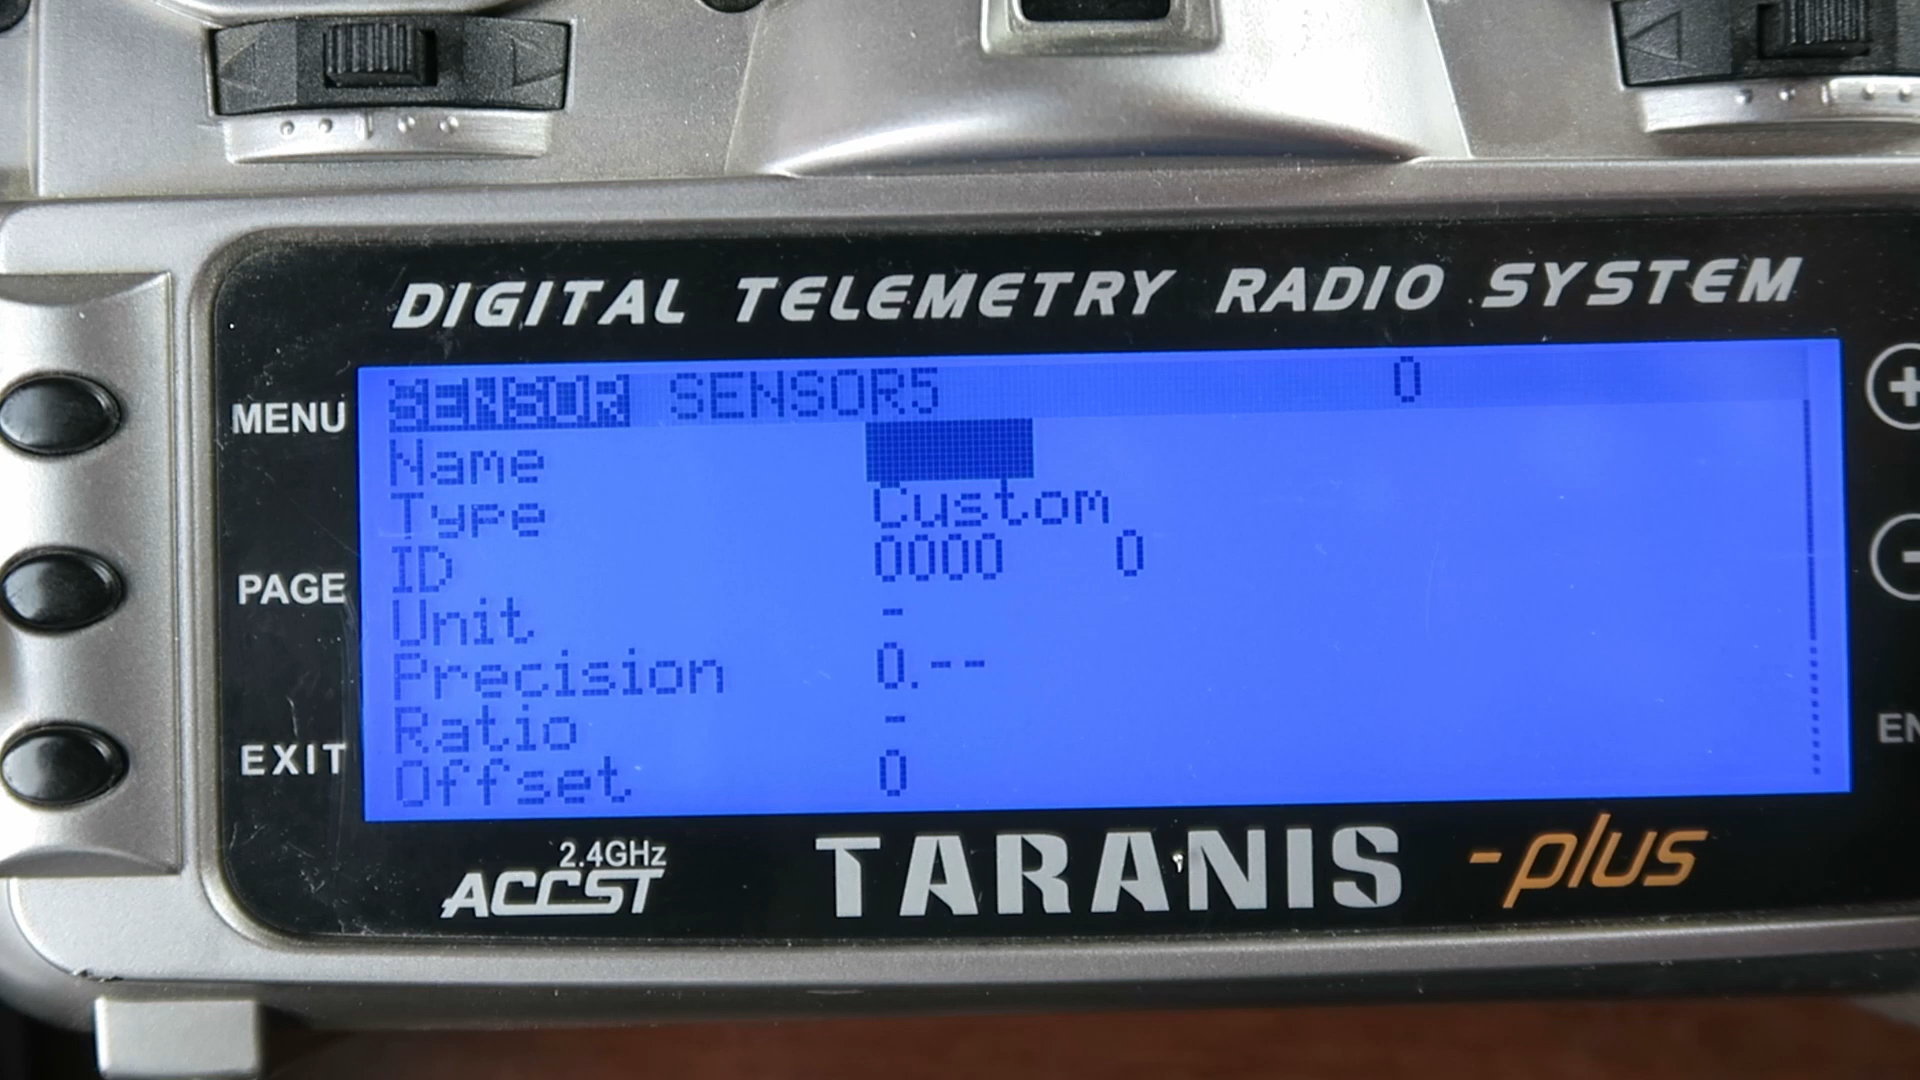 DIGITAL TELEMETRY RADIO SYSTEM
SENSOR SENSOR5 0
Name
Type Custom
ID 0000 0
Unit -
Precision 0.--
Ratio -
Offset 0
MENU
PAGE
EXIT
+
-
2.4GHz
ACCST
TARANIS -plus